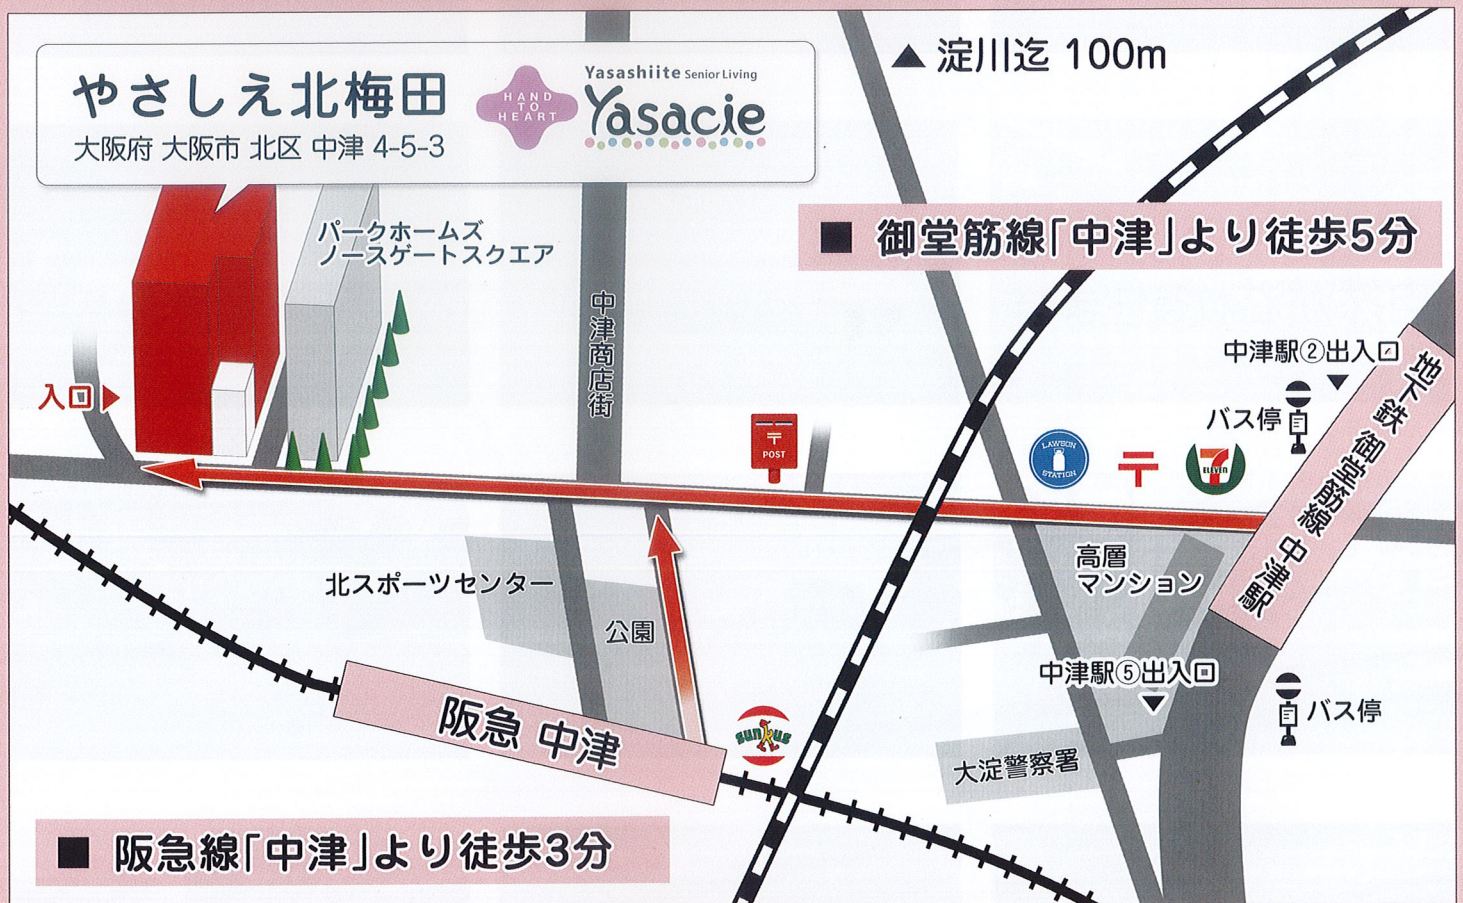 やさしえ北梅田
大阪府 大阪市 北区 中津 4-5-3
HAND
TO
HEART
Yasashiite Senior Living
Yasacie
▲ 淀川迄 100m
■ 御堂筋線「中津」より徒歩5分
パークホームズ
ノースゲートスクエア
中津商店街
入口▶
〒
POST
LAWSON
STATION
〒
7
ELEVEN
中津駅②出入口
▼
バス停
地下鉄 御堂筋線 中津駅
北スポーツセンター
公園
高層
マンション
中津駅⑤出入口
▼
バス停
阪急 中津
sunkus
大淀警察署
■ 阪急線「中津」より徒歩3分